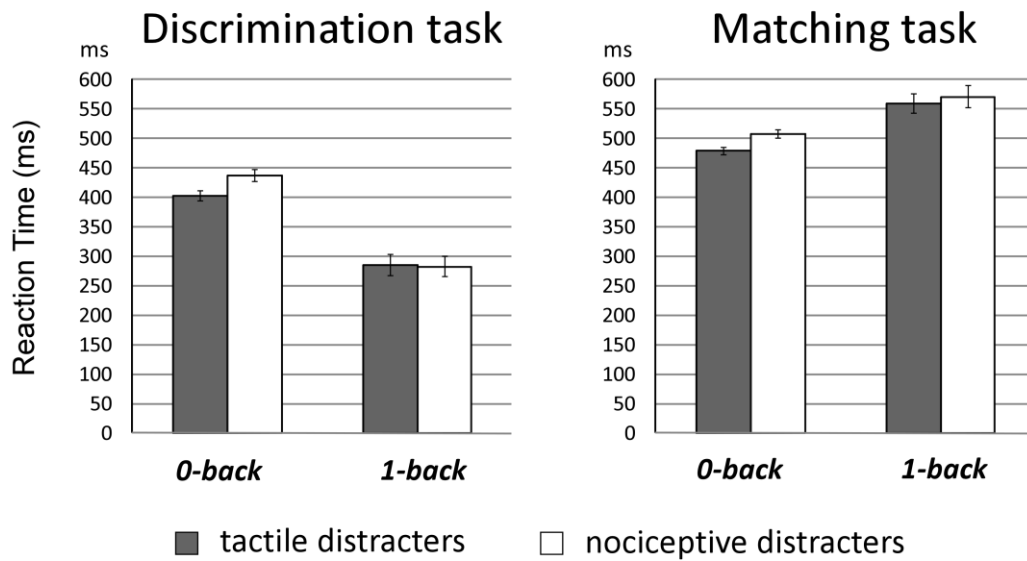 Discrimination task
Matching task
ms
ms
Reaction Time (ms)
600
550
500
450
400
350
300
250
200
150
100
50
0
600
550
500
450
400
350
300
250
200
150
100
50
0
0-back
1-back
0-back
1-back
tactile distracters
nociceptive distracters